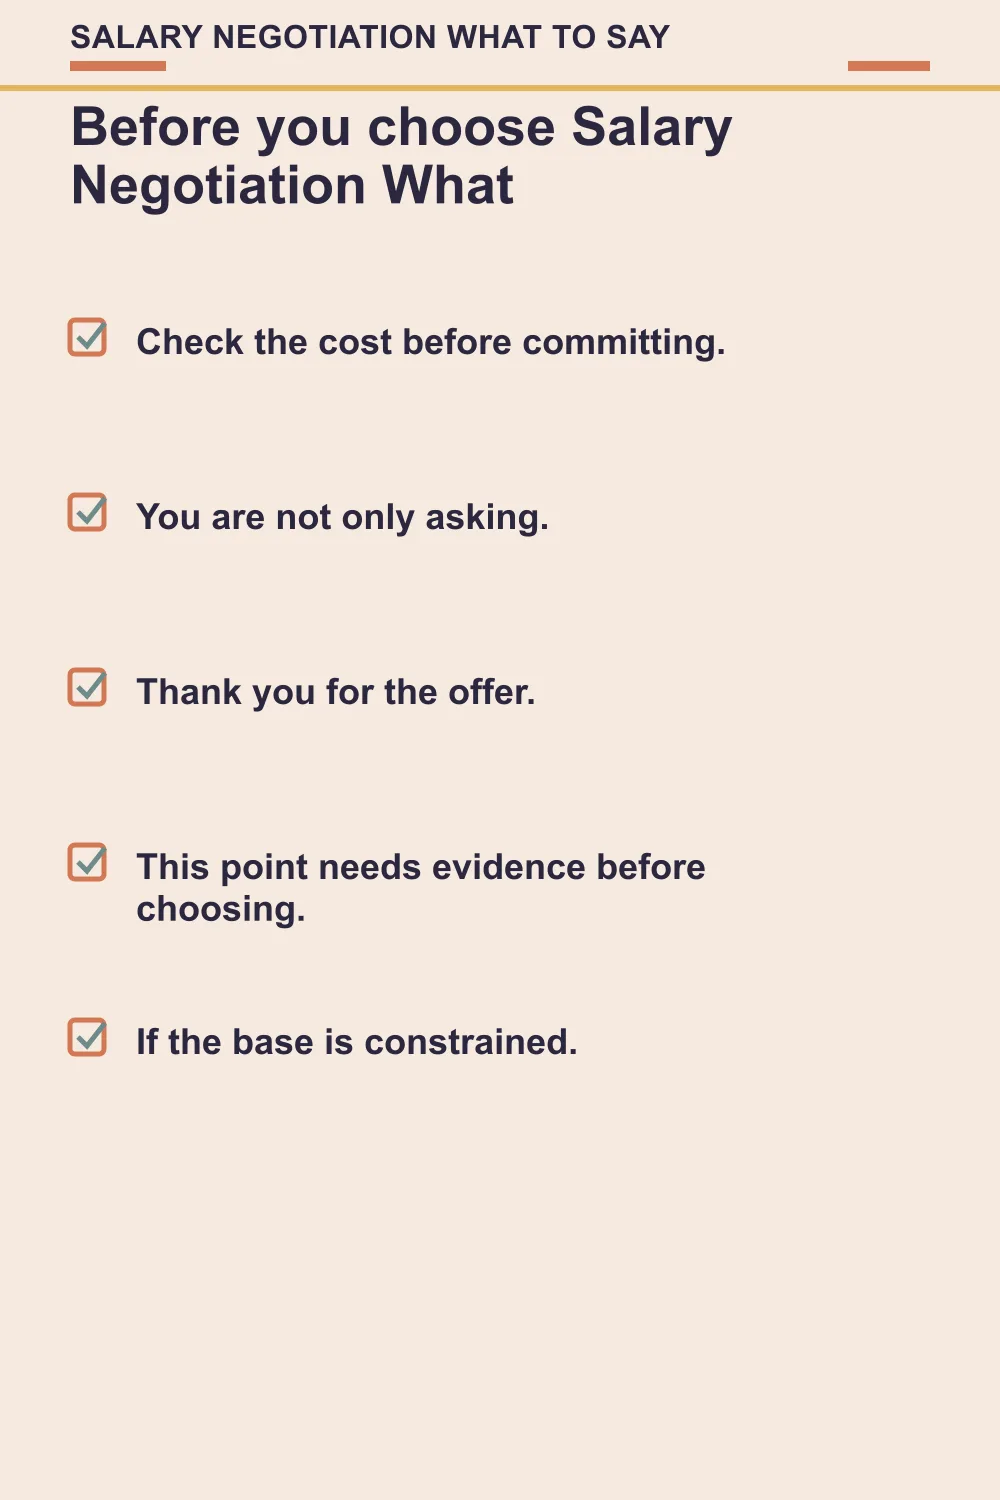 SALARY NEGOTIATION WHAT TO SAY
Before you choose Salary
Negotiation What
Check the cost before committing.
You are not only asking.
Thank you for the offer.
This point needs evidence before
choosing.
If the base is constrained.